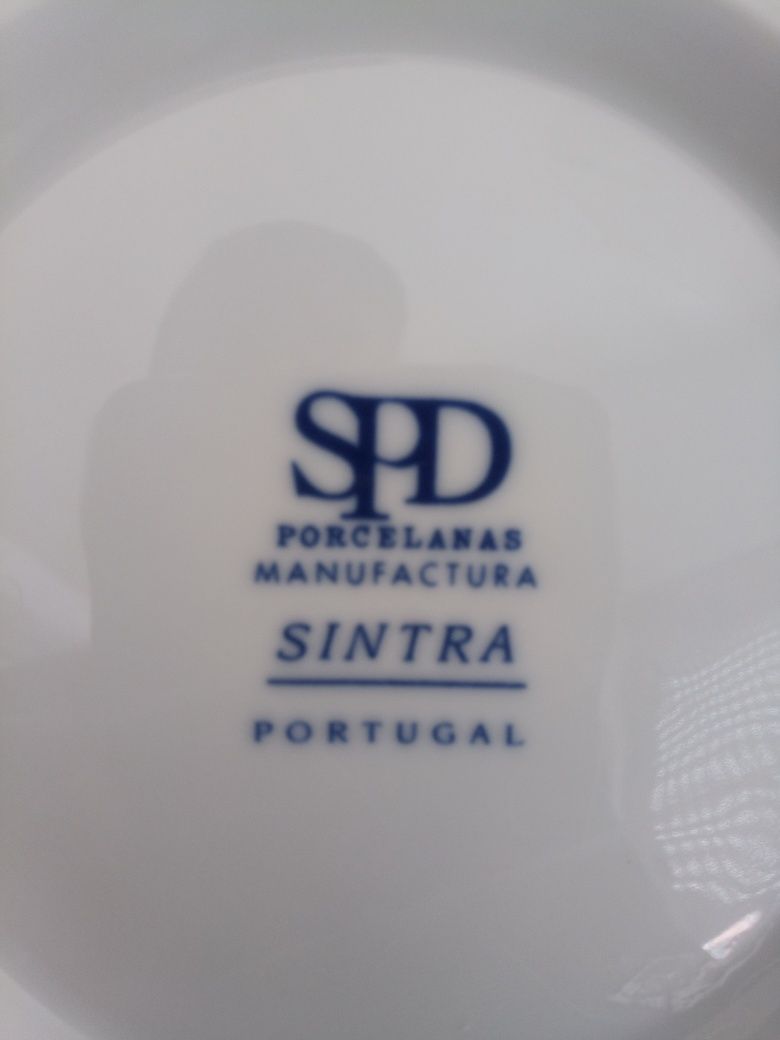 SPD
PORCELANAS
MANUFACTURA
SINTRA
PORTUGAL